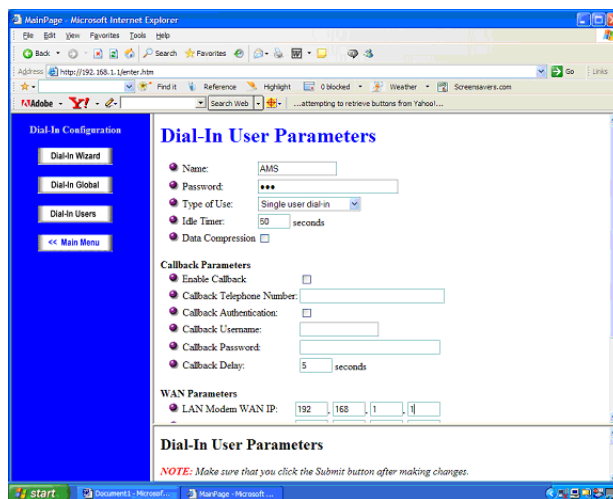 MainPage - Microsoft Internet Explorer
File Edit View Favorites Tools Help
Back Search Favorites
Address http://192.168.1.1/enter.htm Go Links
Find it Reference Highlight 0 blocked Weather Screensavers.com
Adobe Y! Search Web ...attempting to retrieve buttons from Yahoo!...
Dial-In Configuration
Dial-In Wizard
Dial-In Global
Dial-In Users
<< Main Menu
Dial-In User Parameters
Name: AMS
Password: •••
Type of Use: Single user dial-in
Idle Timer: 50 seconds
Data Compression
Callback Parameters
Enable Callback
Callback Telephone Number:
Callback Authentication:
Callback Username:
Callback Password:
Callback Delay: 5 seconds
WAN Parameters
LAN Modem WAN IP: 192 . 168 . 1 . 1
Dial-In User Parameters
NOTE: Make sure that you click the Submit button after making changes.
start Document1 - Microsof... MainPage - Microsoft ...